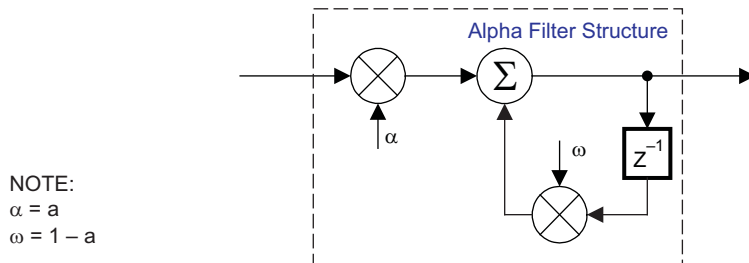 Alpha Filter Structure
Σ
α
ω
Z⁻¹
NOTE:
α = a
ω = 1 – a